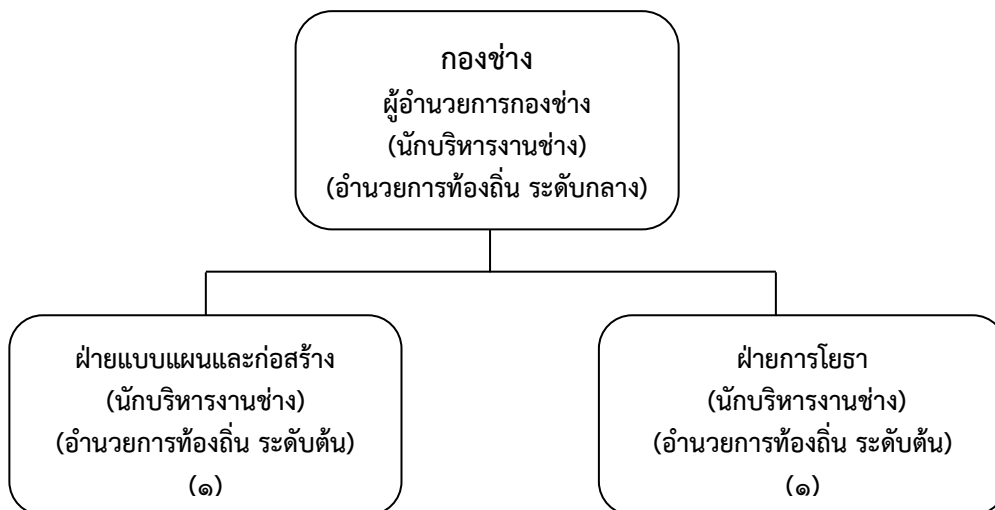 กองช่าง
ผู้อำนวยการกองช่าง
(นักบริหารงานช่าง)
(อำนวยการท้องถิ่น ระดับกลาง)
ฝ่ายแบบแผนและก่อสร้าง
(นักบริหารงานช่าง)
(อำนวยการท้องถิ่น ระดับต้น)
(๑)
ฝ่ายการโยธา
(นักบริหารงานช่าง)
(อำนวยการท้องถิ่น ระดับต้น)
(๑)